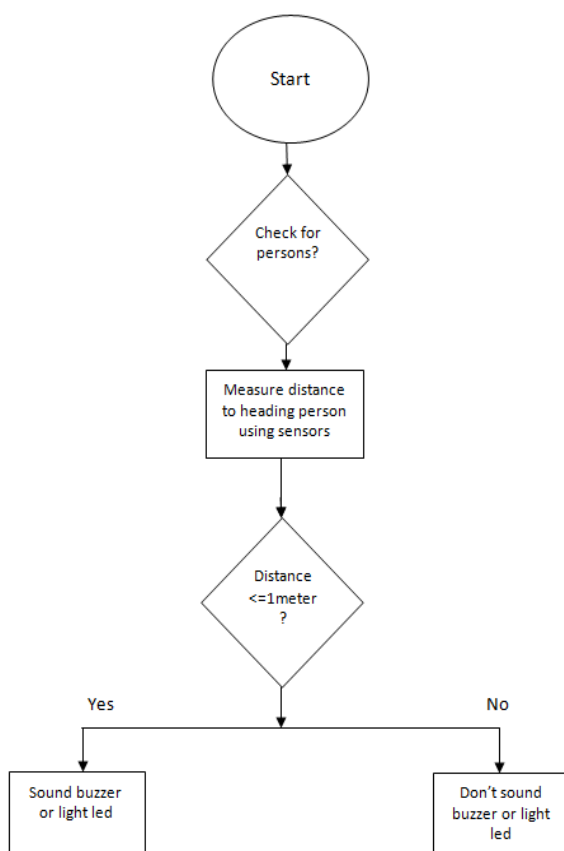 Start
Check for
persons?
Measure distance
to heading person
using sensors
Distance
<=1meter
?
Yes
No
Sound buzzer
or light led
Don't sound
buzzer or light
led